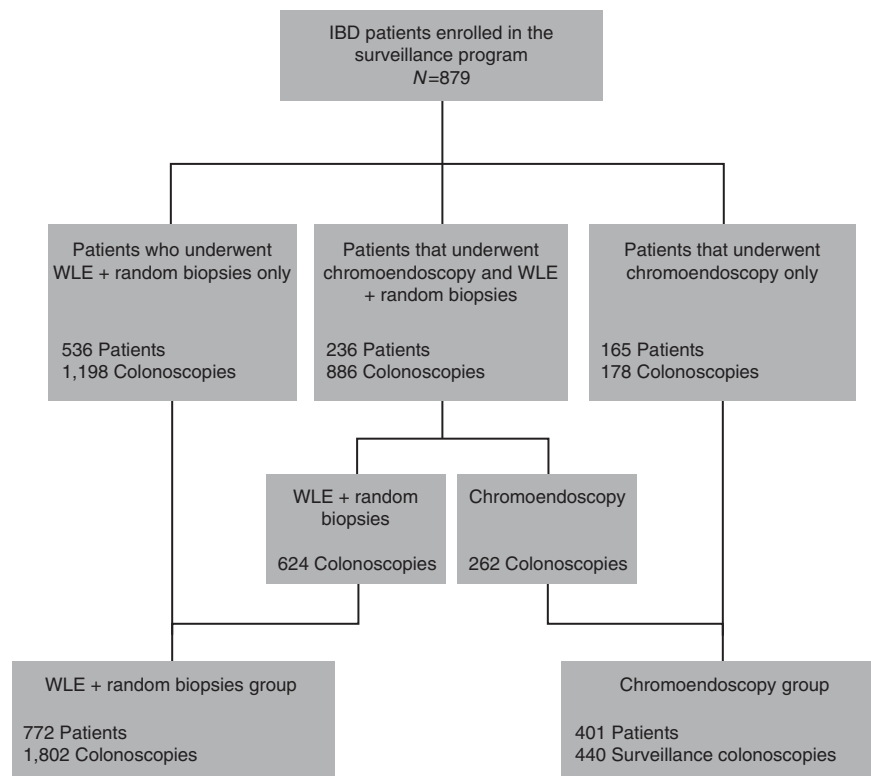 IBD patients enrolled in the
surveillance program
N=879
Patients who underwent
WLE + random biopsies only
536 Patients
1,198 Colonoscopies
Patients that underwent
chromoendoscopy and WLE
+ random biopsies
236 Patients
886 Colonoscopies
Patients that underwent
chromoendoscopy only
165 Patients
178 Colonoscopies
WLE + random
biopsies
624 Colonoscopies
Chromoendoscopy
262 Colonoscopies
WLE + random biopsies group
772 Patients
1,802 Colonoscopies
Chromoendoscopy group
401 Patients
440 Surveillance colonoscopies